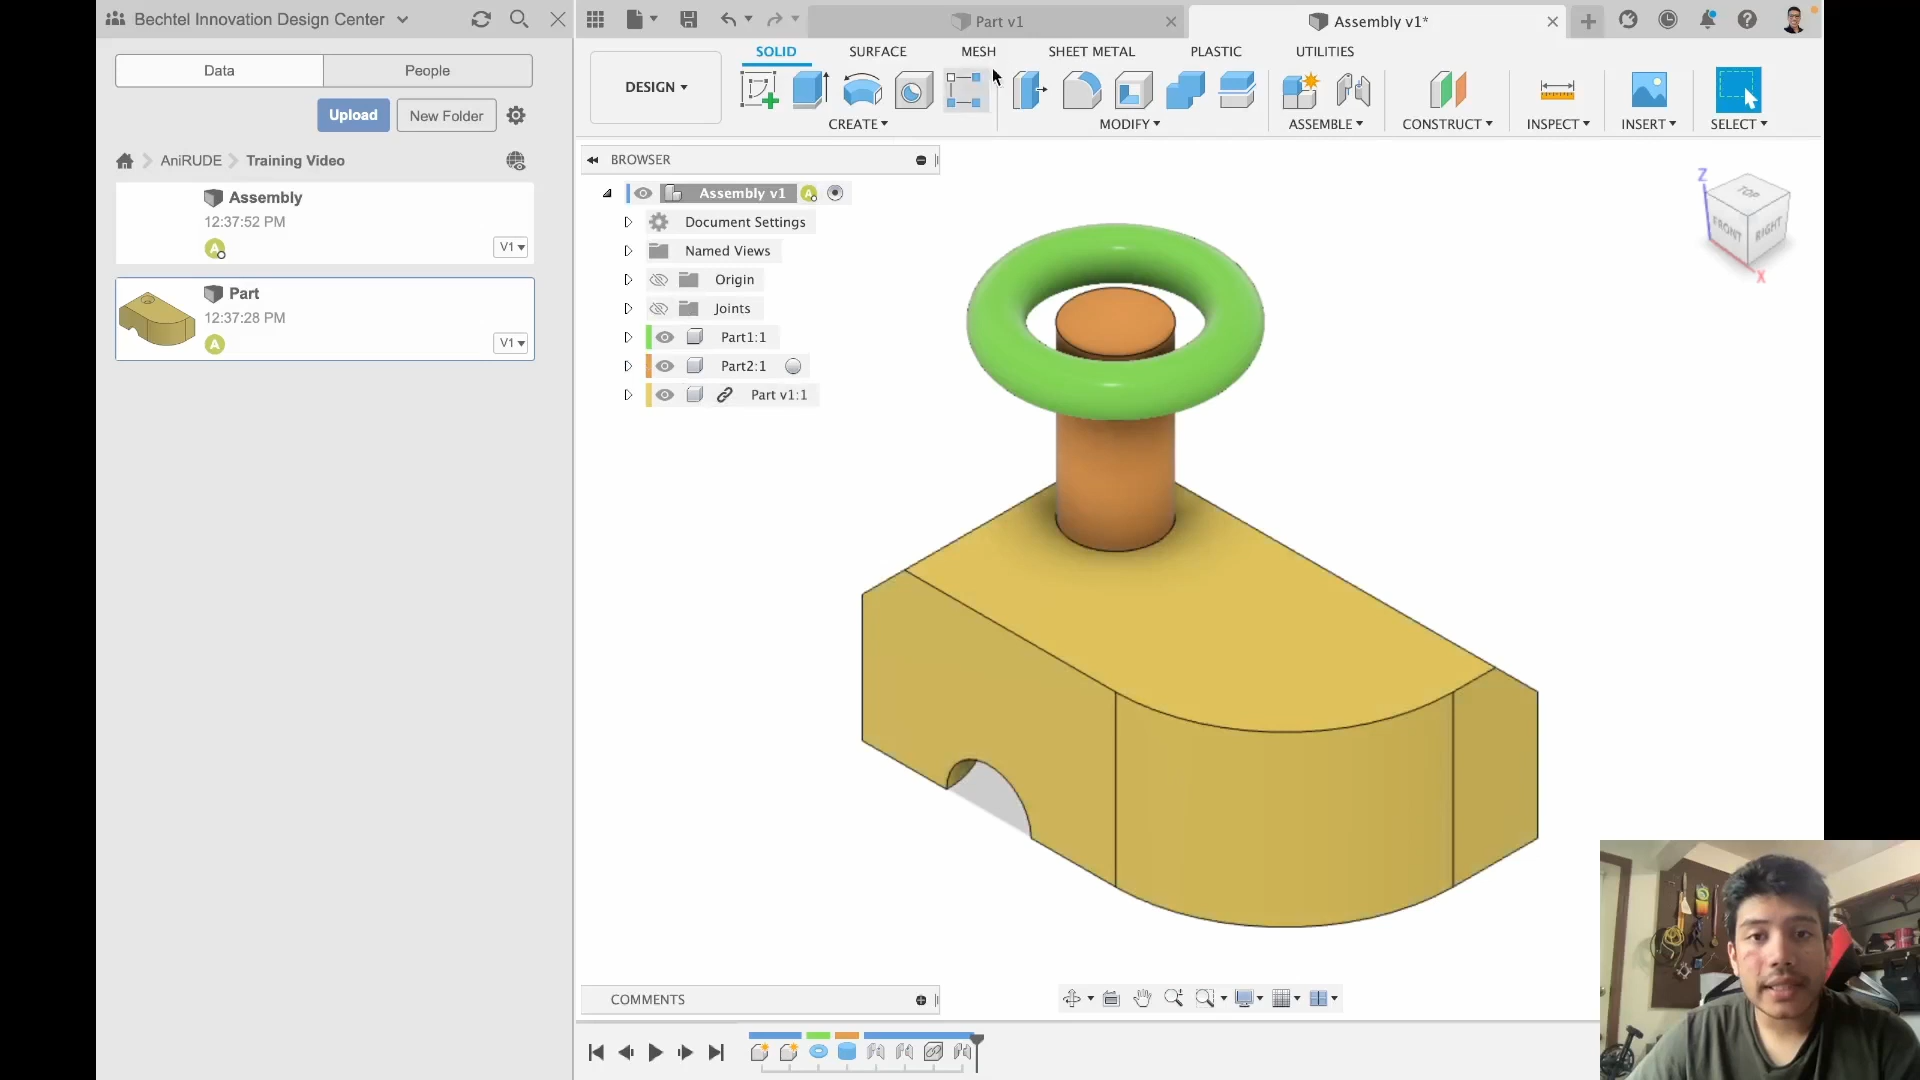 Bechtel Innovation Design Center
Data
People
Upload
New Folder
AniRUDE
Training Video
Assembly
12:37:52 PM
A
V1
Part
12:37:28 PM
A
V1
Part v1
Assembly v1*
DESIGN
SOLID
SURFACE
MESH
SHEET METAL
PLASTIC
UTILITIES
CREATE
MODIFY
ASSEMBLE
CONSTRUCT
INSPECT
INSERT
SELECT
BROWSER
Assembly v1
A
Document Settings
Named Views
Origin
Joints
Part1:1
Part2:1
Part v1:1
Z
TOP
FRONT
RIGHT
X
COMMENTS